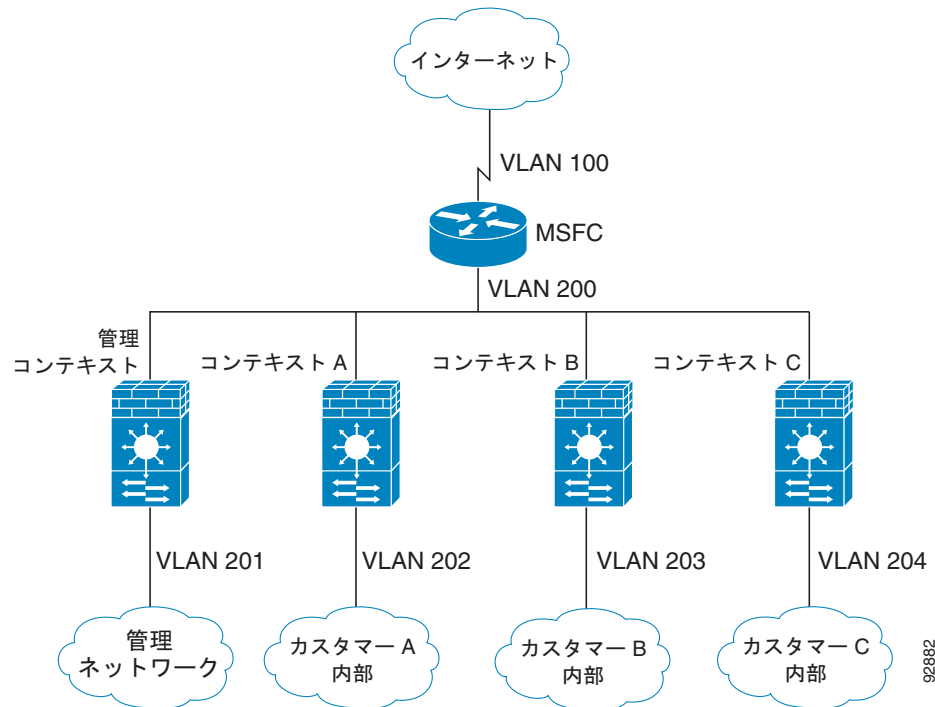 インターネット
VLAN 100
MSFC
VLAN 200
管理
コンテキスト
コンテキスト A
コンテキスト B
コンテキスト C
VLAN 201
VLAN 202
VLAN 203
VLAN 204
管理
ネットワーク
カスタマー A
内部
カスタマー B
内部
カスタマー C
内部
92882